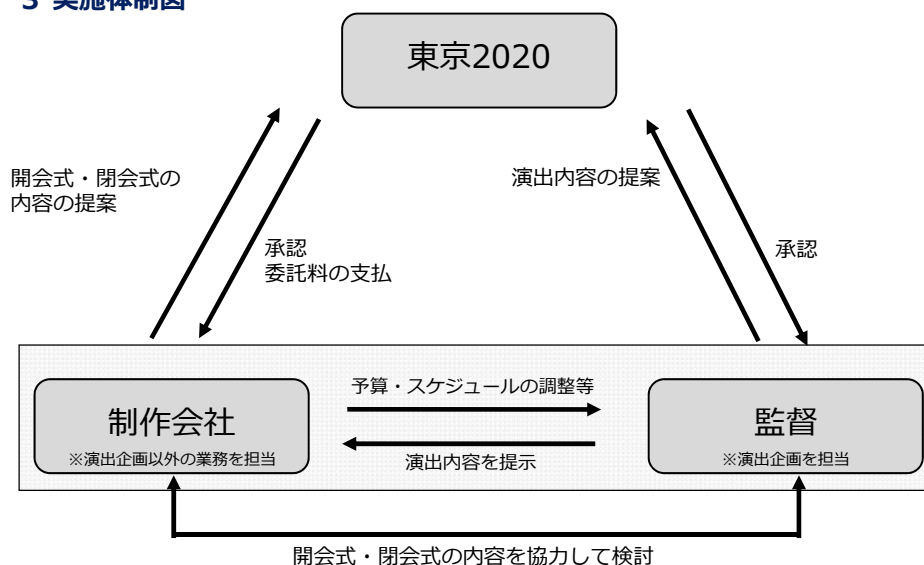 3 実施体制図
東京2020
開会式・閉会式の
内容の提案
演出内容の提案
承認
委託料の支払
承認
予算・スケジュールの調整等
制作会社
※演出企画以外の業務を担当
監督
※演出企画を担当
演出内容を提示
開会式・閉会式の内容を協力して検討